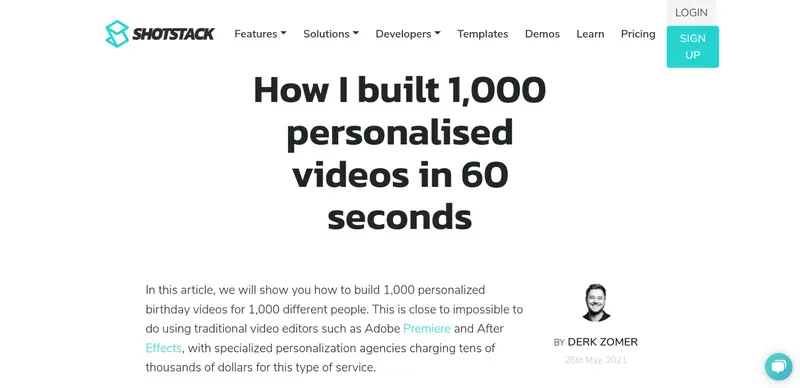 LOGIN
SHOTSTACK Features Solutions Developers Templates Demos Learn Pricing
SIGN
UP
How I built 1,000
personalised
videos in 60
seconds
In this article, we will show you how to build 1,000 personalized
birthday videos for 1,000 different people. This is close to impossible to
do using traditional video editors such as Adobe Premiere and After
Effects, with specialized personalization agencies charging tens of
thousands of dollars for this type of service.
BY DERK ZOMER
26th May, 2021